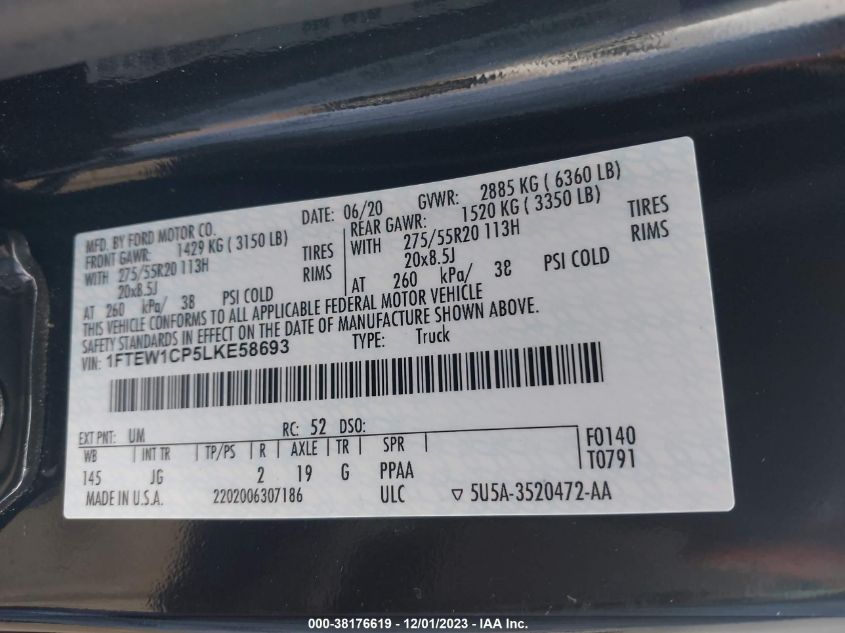 MFD. BY FORD MOTOR CO.
DATE: 06/20 GVWR: 2885 KG ( 6360 LB)
FRONT GAWR: 1429 KG ( 3150 LB)
REAR GAWR: 1520 KG ( 3350 LB)
WITH 275/55R20 113H TIRES
WITH 275/55R20 113H TIRES
20x8.5J RIMS
20x8.5J RIMS
AT 260 kPa/ 38 PSI COLD
AT 260 kPa/ 38 PSI COLD
THIS VEHICLE CONFORMS TO ALL APPLICABLE FEDERAL MOTOR VEHICLE
SAFETY STANDARDS IN EFFECT ON THE DATE OF MANUFACTURE SHOWN ABOVE.
VIN: 1FTEW1CP5LKE58693 TYPE: Truck
EXT PNT: UM RC: 52 DSO:
WB INT TR TP/PS R AXLE TR SPR F0140
145 JG 2 19 G PPAA T0791
MADE IN U.S.A. 2202006307186 ULC ▽ 5U5A-3520472-AA
000-38176619 - 12/01/2023 - IAA Inc.